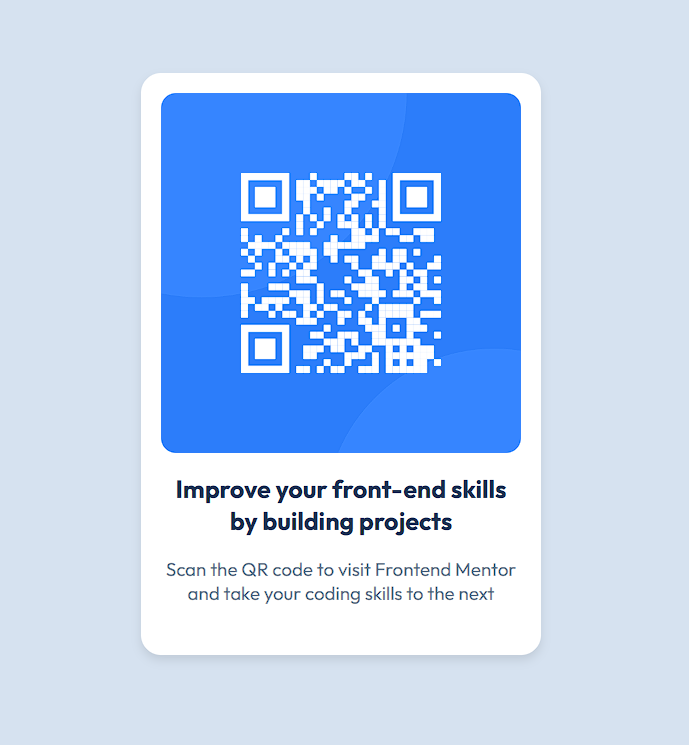 Improve your front-end skills
by building projects
Scan the QR code to visit Frontend Mentor
and take your coding skills to the next